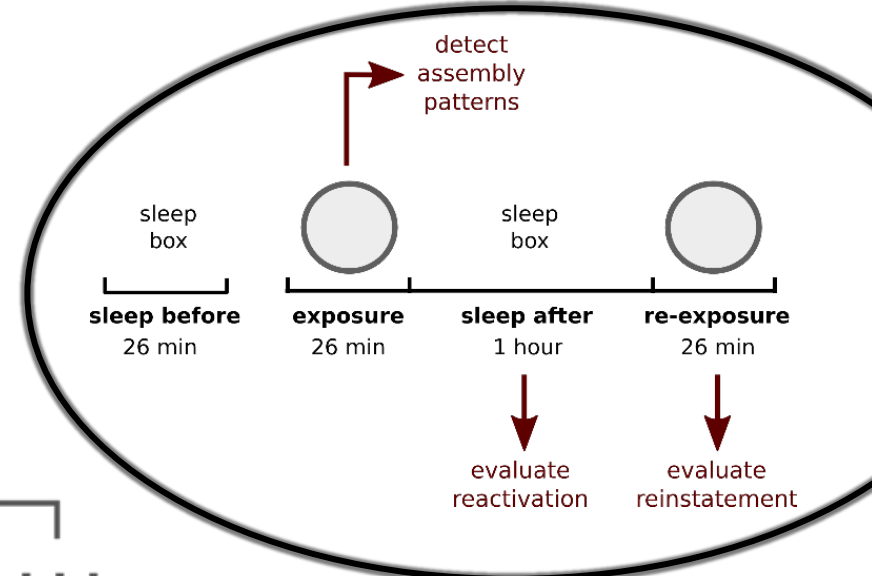 detect
assembly
patterns
sleep
box
sleep
box
sleep before
exposure
sleep after
re-exposure
26 min
26 min
1 hour
26 min
evaluate
reactivation
evaluate
reinstatement